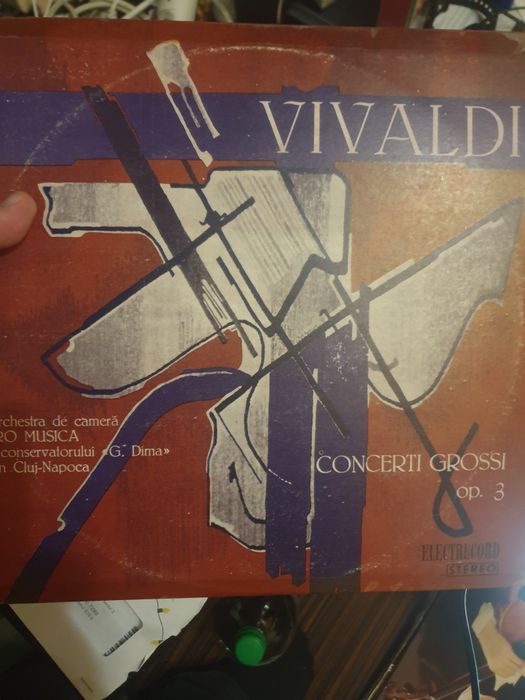 VIVALDI
rchestra de cameră
RO MUSICA
conservatorului «G. Dima»
n Cluj-Napoca
CONCERTI GROSSI
op. 3
ELECTRECORD
STEREO